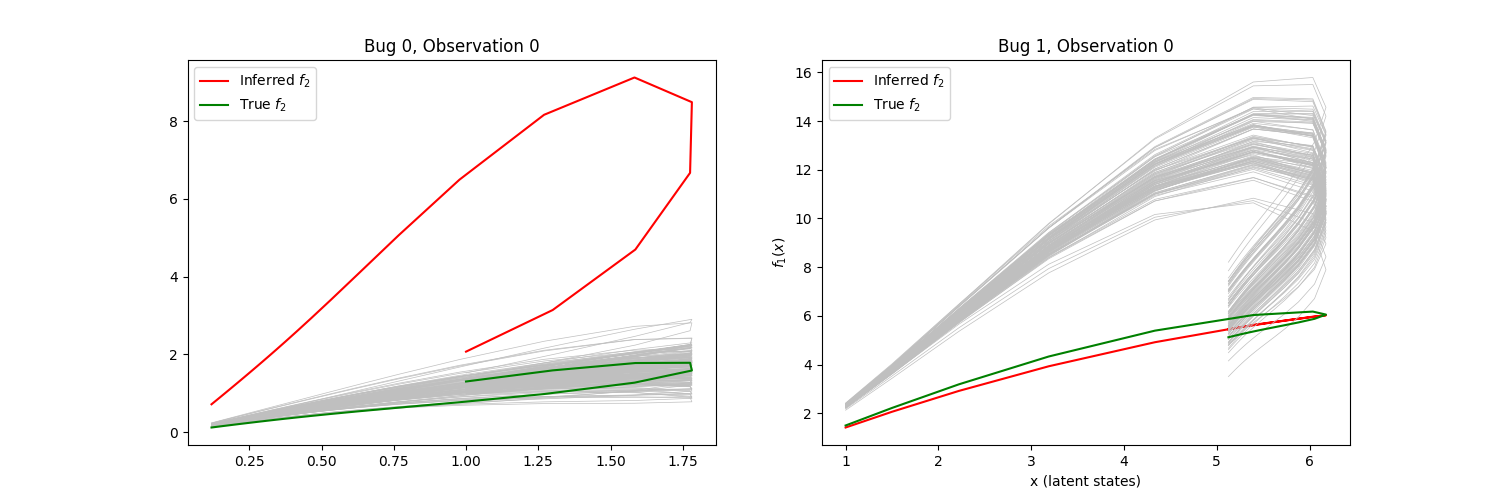 Bug 0, Observation 0
Inferred f₂
True f₂
8
6
4
2
0
0.25 0.50 0.75 1.00 1.25 1.50 1.75
Bug 1, Observation 0
Inferred f₂
True f₂
16
14
12
10
8
6
4
2
f₁(x)
1 2 3 4 5 6
x (latent states)